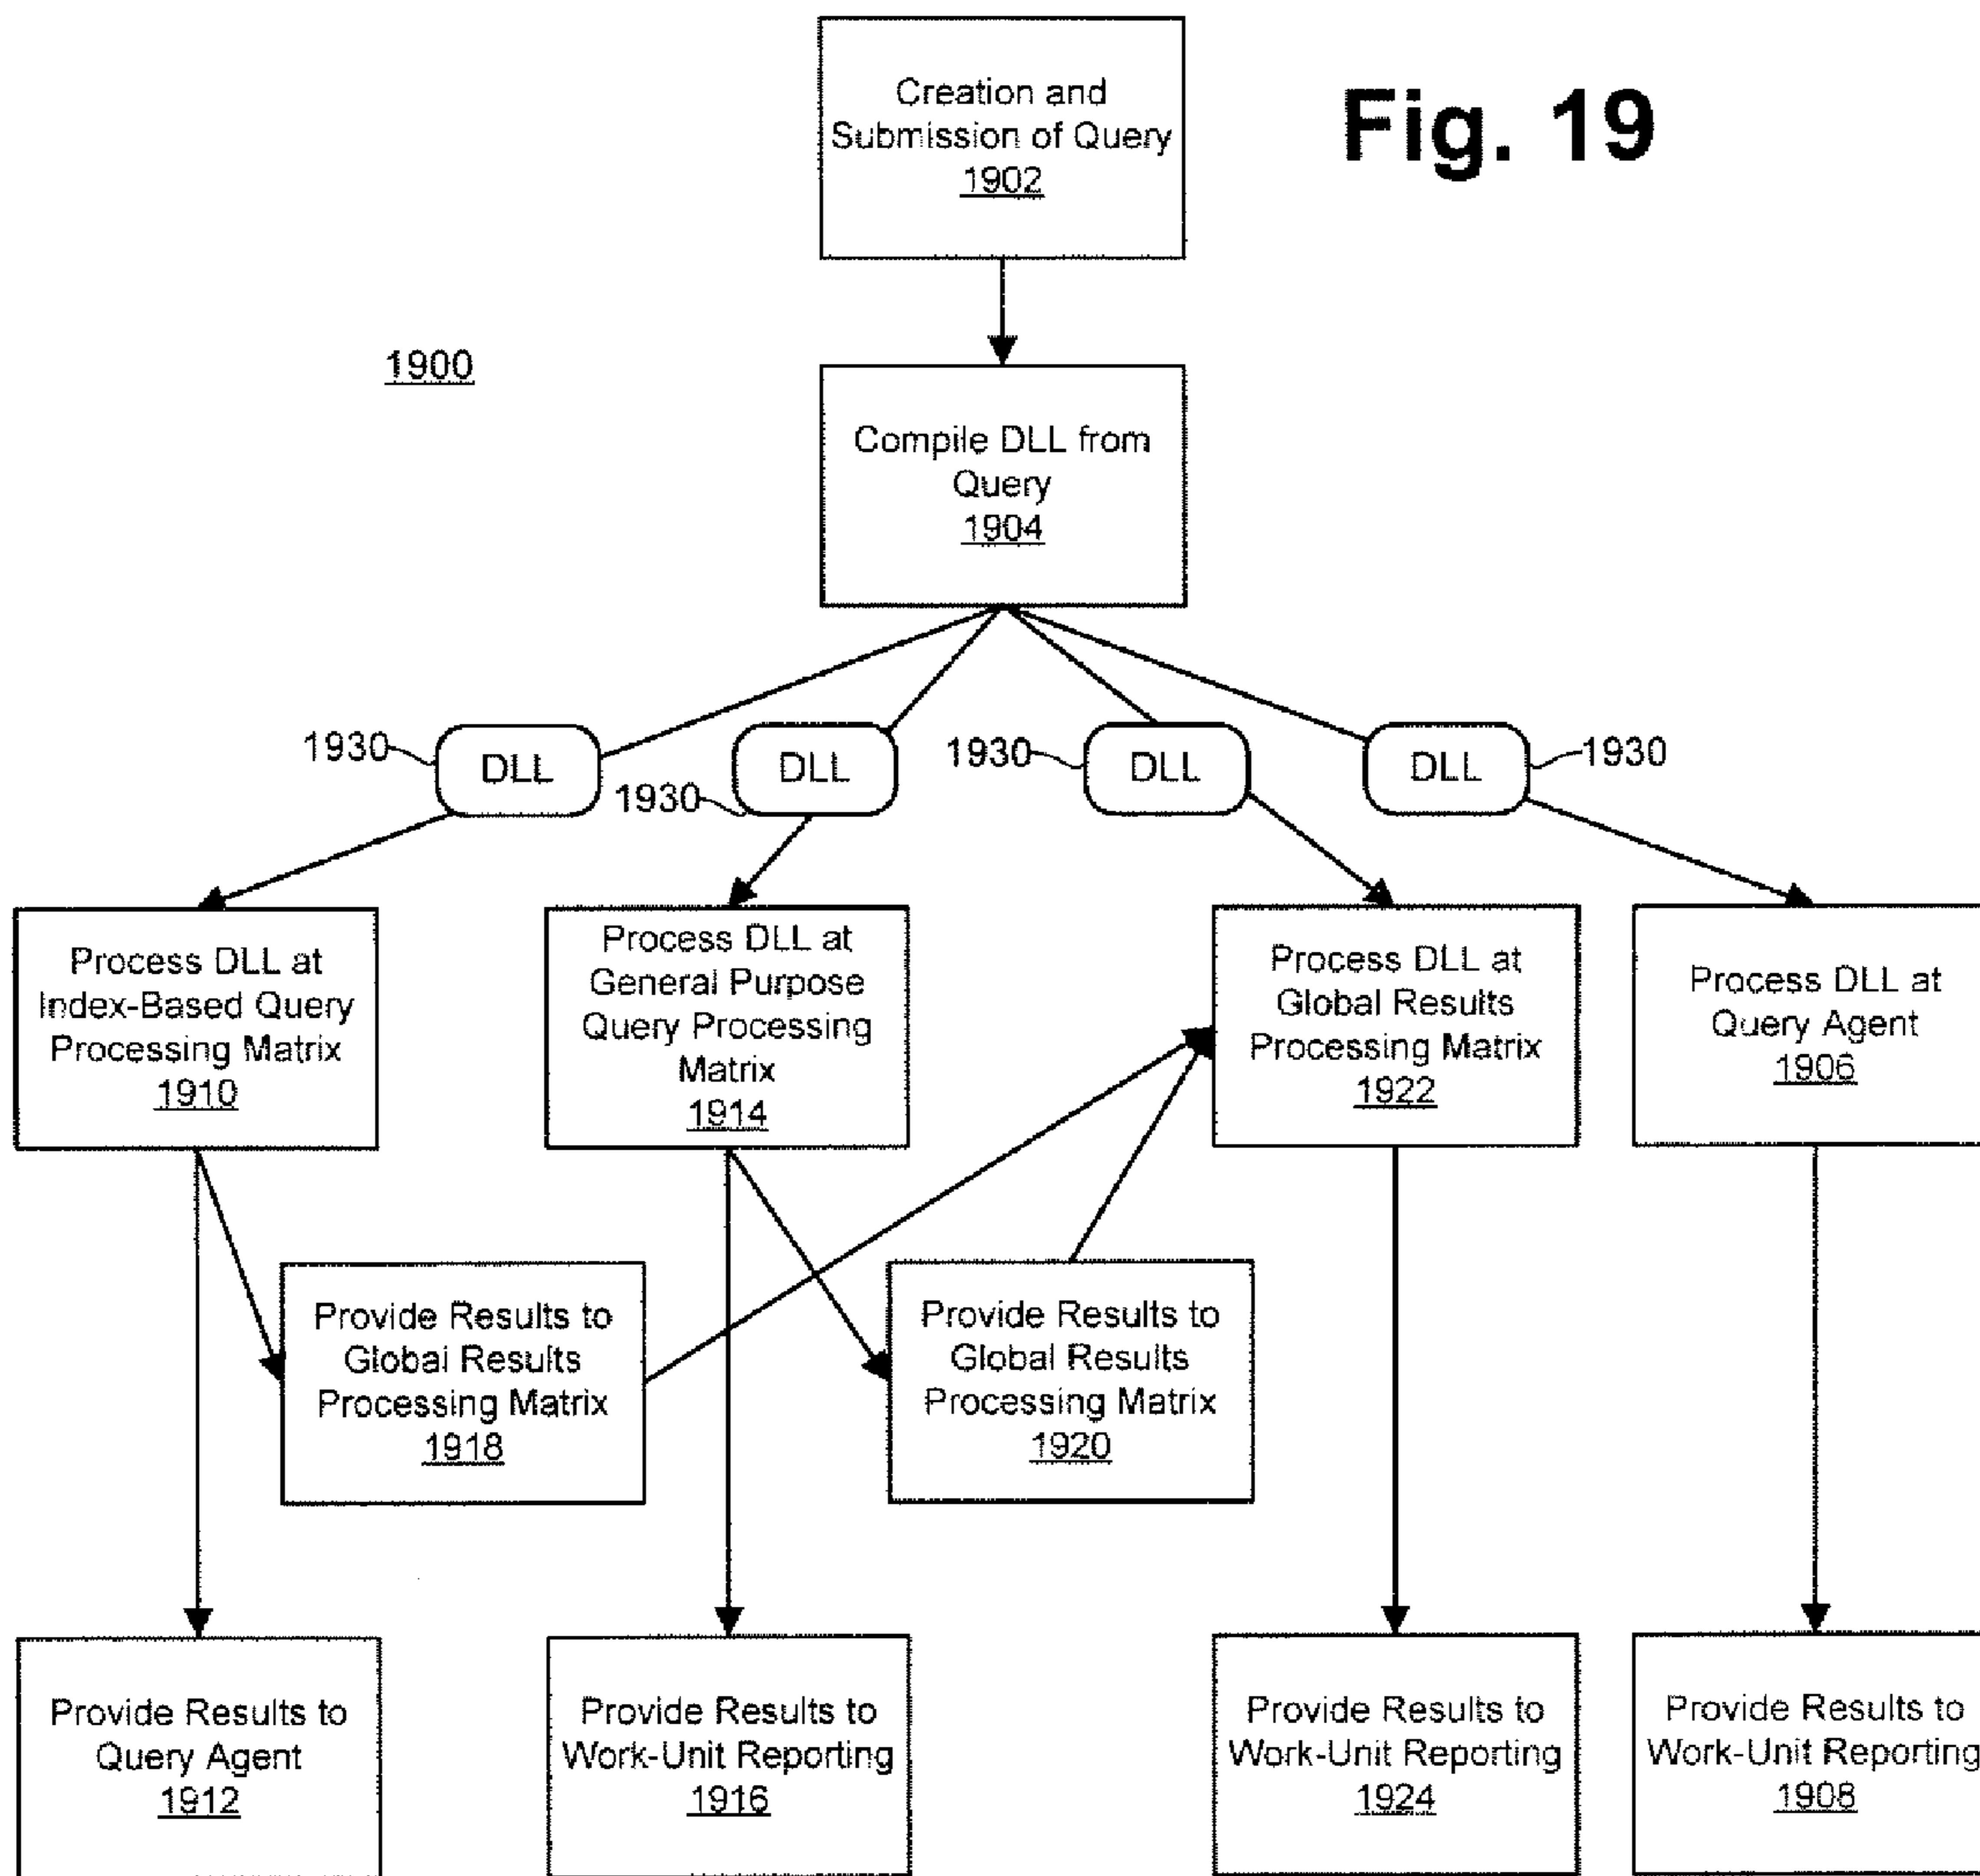 Creation and
Submission of Query
1902
Fig. 19
1900
Compile DLL from
Query
1904
1930
DLL
1930
DLL
1930
DLL
DLL
1930
Process DLL at
Index-Based Query
Processing Matrix
1910
Process DLL at
General Purpose
Query Processing
Matrix
1914
Process DLL at
Global Results
Processing Matrix
1922
Process DLL at
Query Agent
1906
Provide Results to
Global Results
Processing Matrix
1918
Provide Results to
Global Results
Processing Matrix
1920
Provide Results to
Query Agent
1912
Provide Results to
Work-Unit Reporting
1916
Provide Results to
Work-Unit Reporting
1924
Provide Results to
Work-Unit Reporting
1908